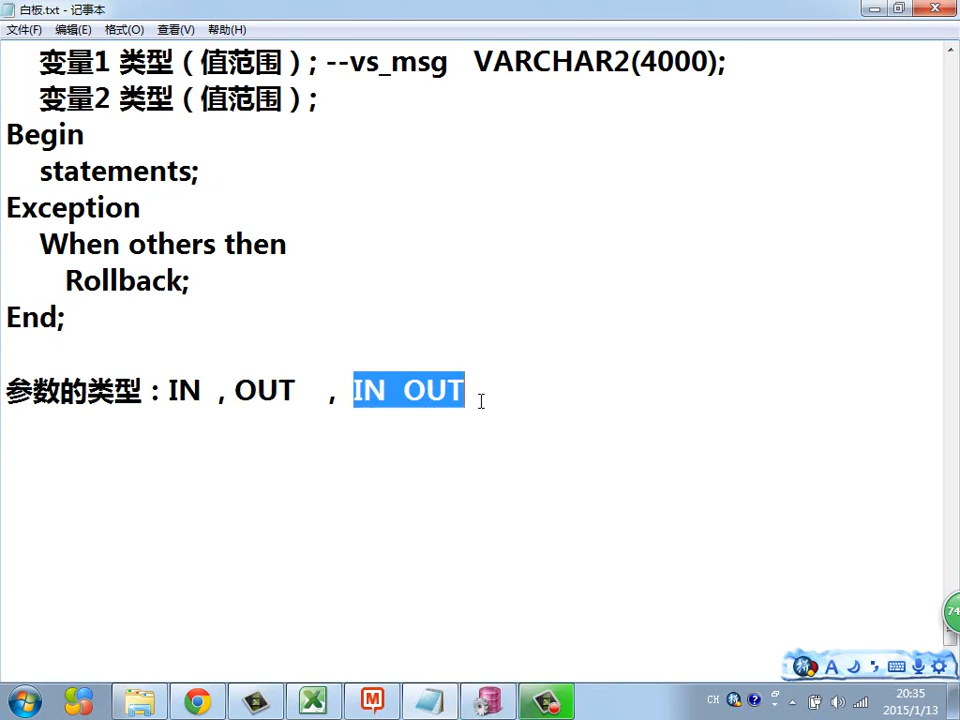 白板.txt - 记事本
文件(F) 编辑(E) 格式(O) 查看(V) 帮助(H)
变量1 类型（值范围）; --vs_msg VARCHAR2(4000);
变量2 类型（值范围）;
Begin
statements;
Exception
When others then
Rollback;
End;
参数的类型：IN ，OUT ， IN OUT
74
拼 A
CH 拼
20:35
2015/1/13